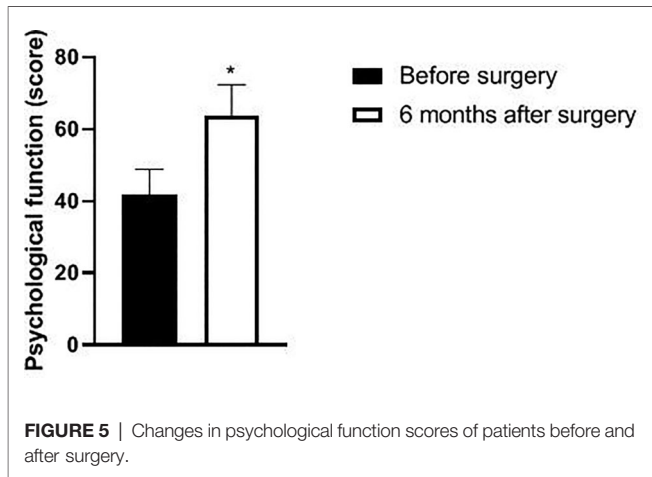 Psychological function (score)
80
60
40
20
0
*
Before surgery
6 months after surgery
FIGURE 5 | Changes in psychological function scores of patients before and
after surgery.